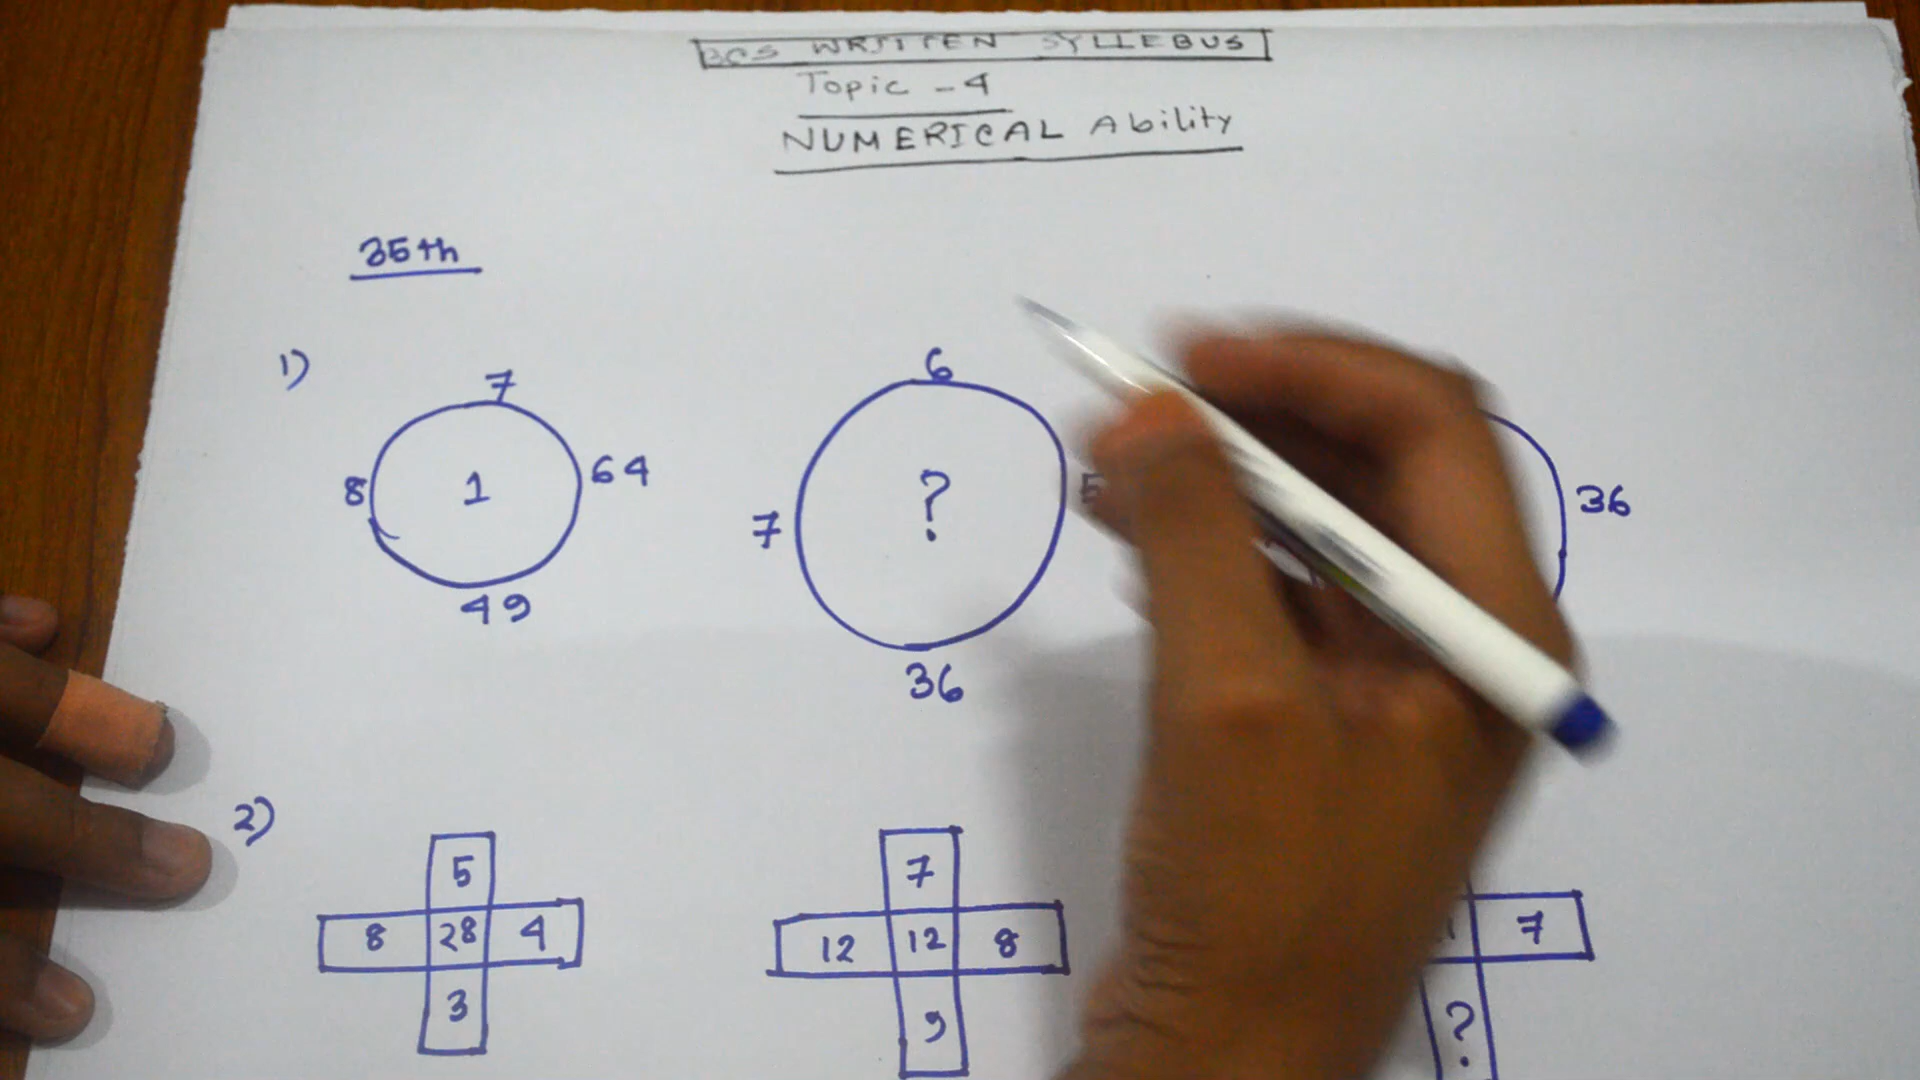 BCS WRITTEN SYLLEBUS
Topic - 4
NUMERICAL Ability
35th
1)
7
8 1 64
49
6
7 ? 5
36
36
2)
5
8 28 4
3
7
12 12 8
9
7
?